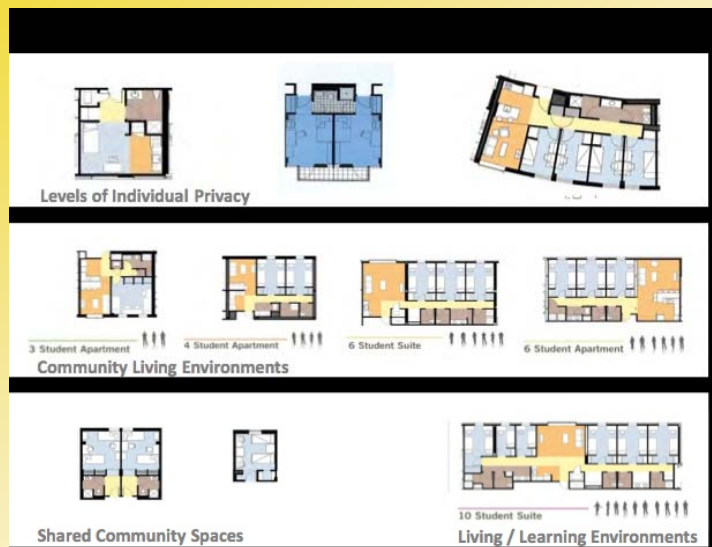 Levels of Individual Privacy
3 Student Apartment
4 Student Apartment
6 Student Suite
6 Student Apartment
Community Living Environments
10 Student Suite
Shared Community Spaces
Living / Learning Environments